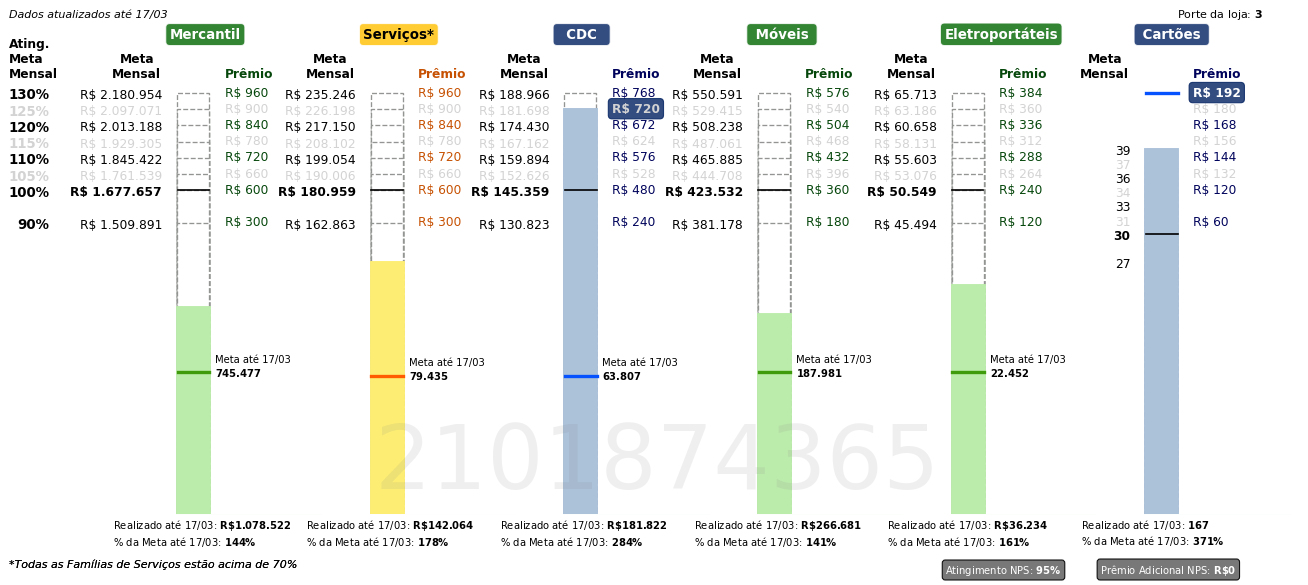 Dados atualizados até 17/03 Porte da loja: 3
Mercantil Serviços* CDC Móveis Eletroportáteis Cartões
Ating. Meta Mensal
Meta Mensal Prêmio Meta Mensal Prêmio Meta Mensal Prêmio Meta Mensal Prêmio Meta Mensal Prêmio Meta Mensal Prêmio
130% R$ 2.180.954 R$ 960 R$ 235.246 R$ 960 R$ 188.966 R$ 768 R$ 550.591 R$ 576 R$ 65.713 R$ 384 R$ 192
125% R$ 2.097.071 R$ 900 R$ 226.198 R$ 900 R$ 181.698 R$ 720 R$ 529.415 R$ 540 R$ 63.186 R$ 360 R$ 180
120% R$ 2.013.188 R$ 840 R$ 217.150 R$ 840 R$ 174.430 R$ 672 R$ 508.238 R$ 504 R$ 60.658 R$ 336 R$ 168
115% R$ 1.929.305 R$ 780 R$ 208.102 R$ 780 R$ 167.162 R$ 624 R$ 487.061 R$ 468 R$ 58.131 R$ 312 R$ 156
110% R$ 1.845.422 R$ 720 R$ 199.054 R$ 720 R$ 159.894 R$ 576 R$ 465.885 R$ 432 R$ 55.603 R$ 288 39 R$ 144
105% R$ 1.761.539 R$ 660 R$ 190.006 R$ 660 R$ 152.626 R$ 528 R$ 444.708 R$ 396 R$ 53.076 R$ 264 37 R$ 132
100% R$ 1.677.657 R$ 600 R$ 180.959 R$ 600 R$ 145.359 R$ 480 R$ 423.532 R$ 360 R$ 50.549 R$ 240 36 R$ 120
34
33
90% R$ 1.509.891 R$ 300 R$ 162.863 R$ 300 R$ 130.823 R$ 240 R$ 381.178 R$ 180 R$ 45.494 R$ 120 31 R$ 60
30
27
Meta até 17/03 Meta até 17/03 Meta até 17/03 Meta até 17/03 Meta até 17/03
745.477 79.435 63.807 187.981 22.452
2101874365
Realizado até 17/03: R$1.078.522 Realizado até 17/03: R$142.064 Realizado até 17/03: R$181.822 Realizado até 17/03: R$266.681 Realizado até 17/03: R$36.234 Realizado até 17/03: 167
% da Meta até 17/03: 144% % da Meta até 17/03: 178% % da Meta até 17/03: 284% % da Meta até 17/03: 141% % da Meta até 17/03: 161% % da Meta até 17/03: 371%
*Todas as Famílias de Serviços estão acima de 70% Atingimento NPS: 95% Prêmio Adicional NPS: R$0